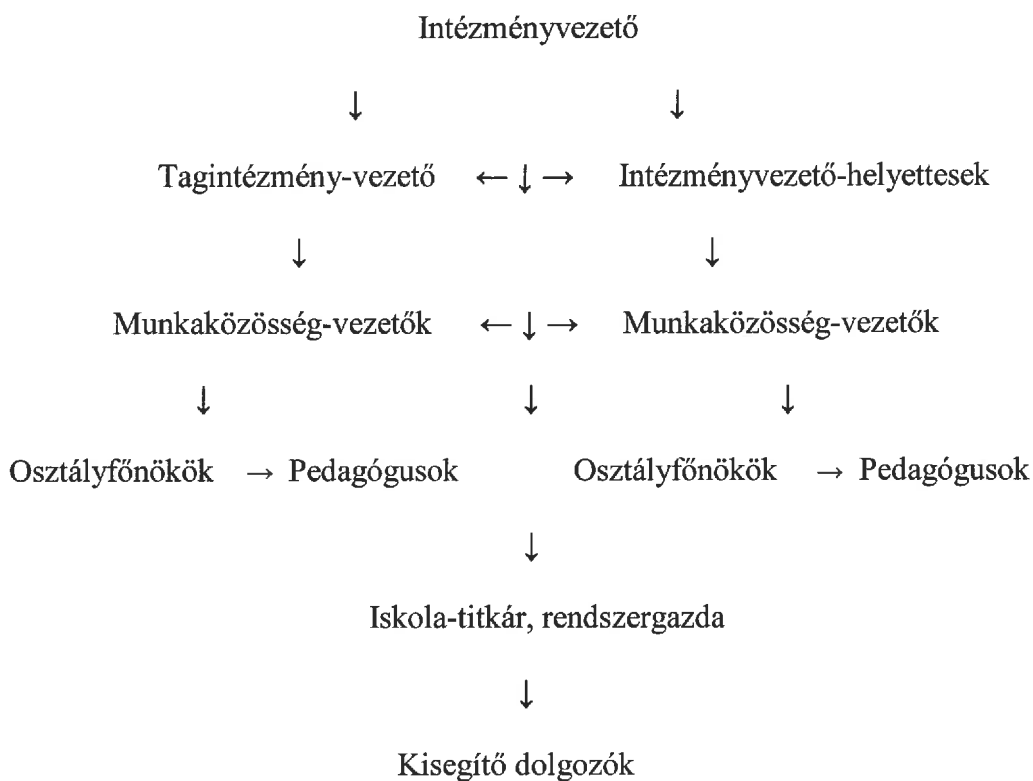 Intézményvezető
↓ ↓
Tagintézmény-vezető ← ↓ → Intézményvezető-helyettesek
↓ ↓
Munkaközösség-vezetők ← ↓ → Munkaközösség-vezetők
↓ ↓ ↓
Osztályfőnökök → Pedagógusok Osztályfőnökök → Pedagógusok
↓
Iskola-titkár, rendszergazda
↓
Kisegítő dolgozók